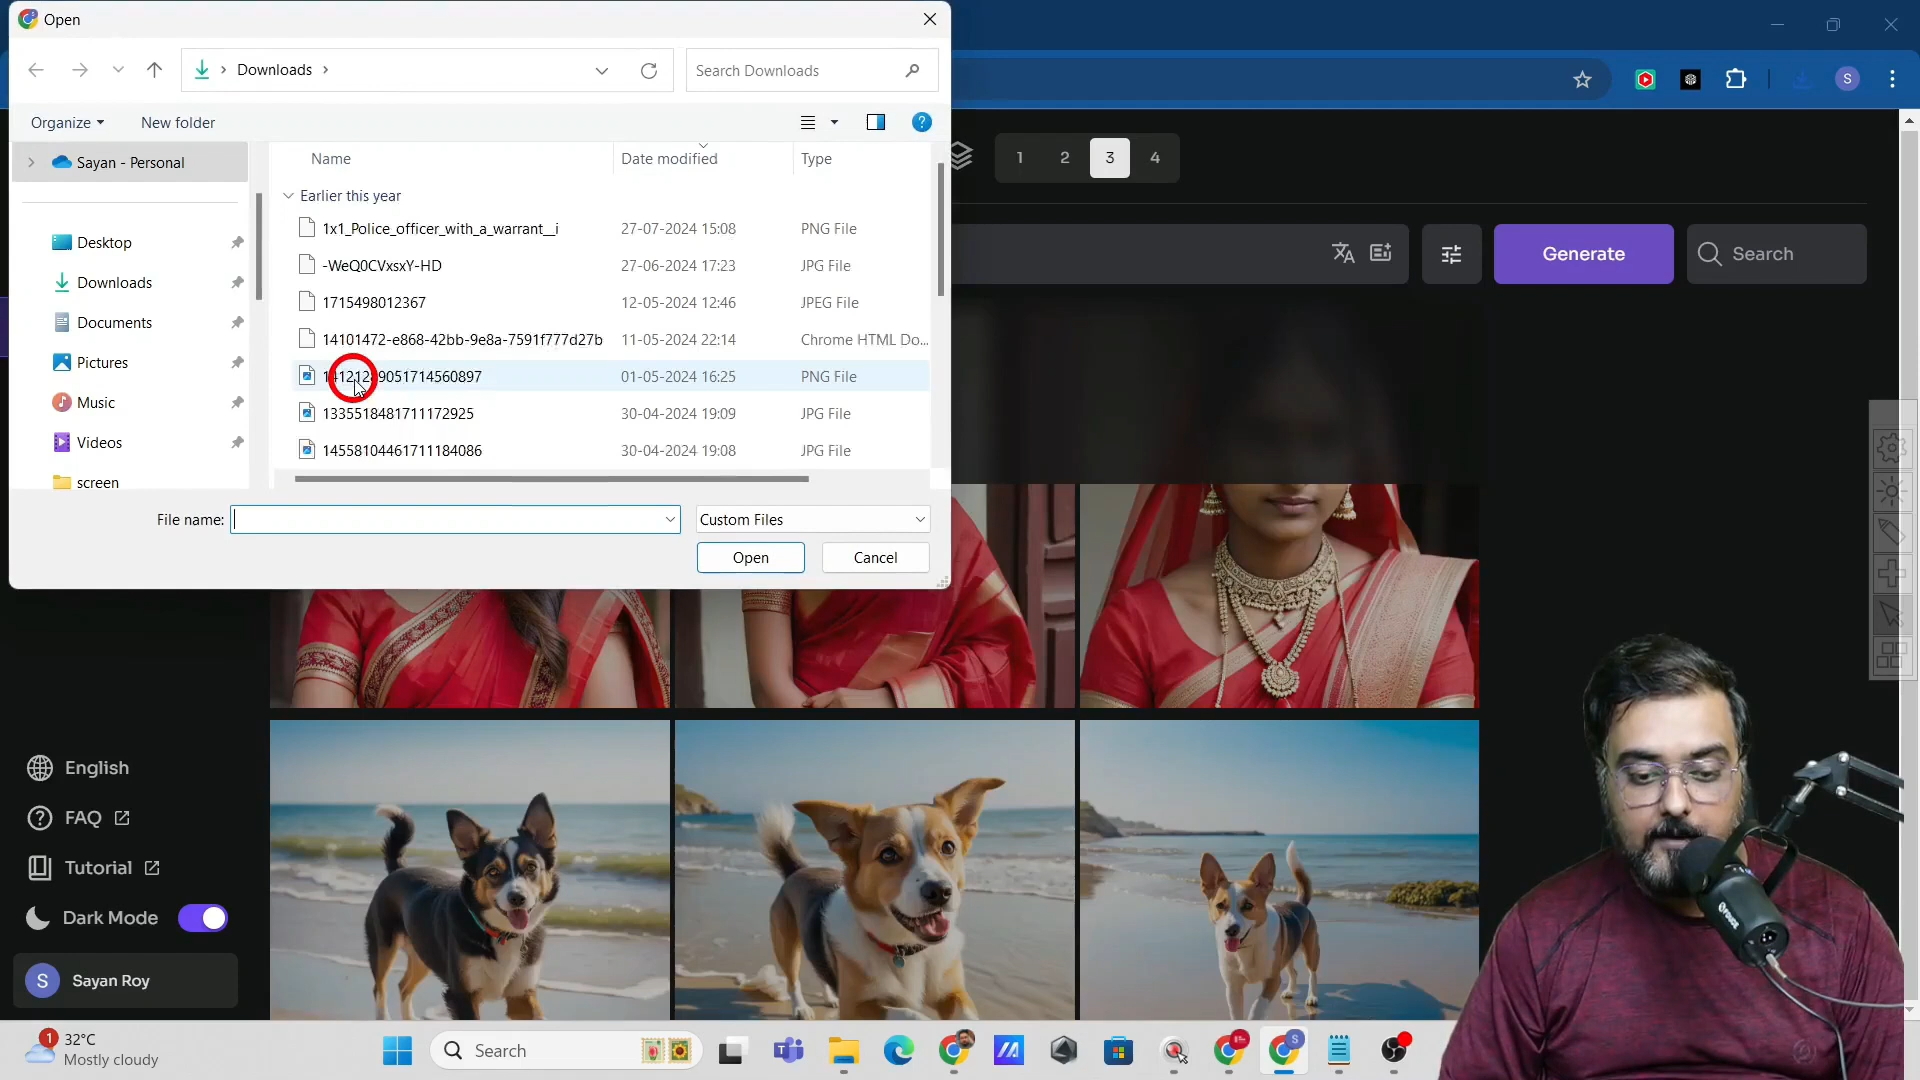 Open
Downloads
Search Downloads
Organize
New folder
Sayan - Personal
Desktop
Downloads
Documents
Pictures
Music
Videos
screen
Name
Date modified
Type
Earlier this year
1x1_Police_officer_with_a_warrant__i 27-07-2024 15:08 PNG File
-WeQ0CVxsxY-HD 27-06-2024 17:23 JPG File
1715498012367 12-05-2024 12:46 JPEG File
14101472-e868-42bb-9e8a-7591f777d27b 11-05-2024 22:14 Chrome HTML Do...
14121289051714560897 01-05-2024 16:25 PNG File
1335518481711172925 30-04-2024 19:09 JPG File
14558104461711184086 30-04-2024 19:08 JPG File
File name:
Custom Files
Open
Cancel
S
1 2 3 4
Generate
Search
English
FAQ
Tutorial
Dark Mode
S
Sayan Roy
1
32°C
Mostly cloudy
Search
S